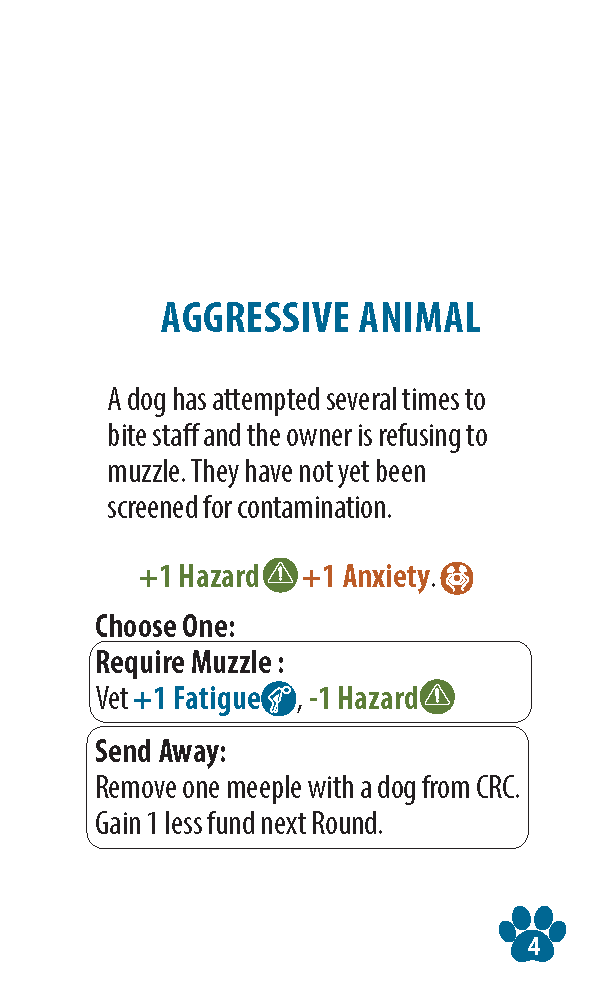 AGGRESSIVE ANIMAL
A dog has attempted several times to
bite staff and the owner is refusing to
muzzle. They have not yet been
screened for contamination.
+1 Hazard +1 Anxiety.
Choose One:
Require Muzzle :
Vet +1 Fatigue , -1 Hazard
Send Away:
Remove one meeple with a dog from CRC.
Gain 1 less fund next Round.
4